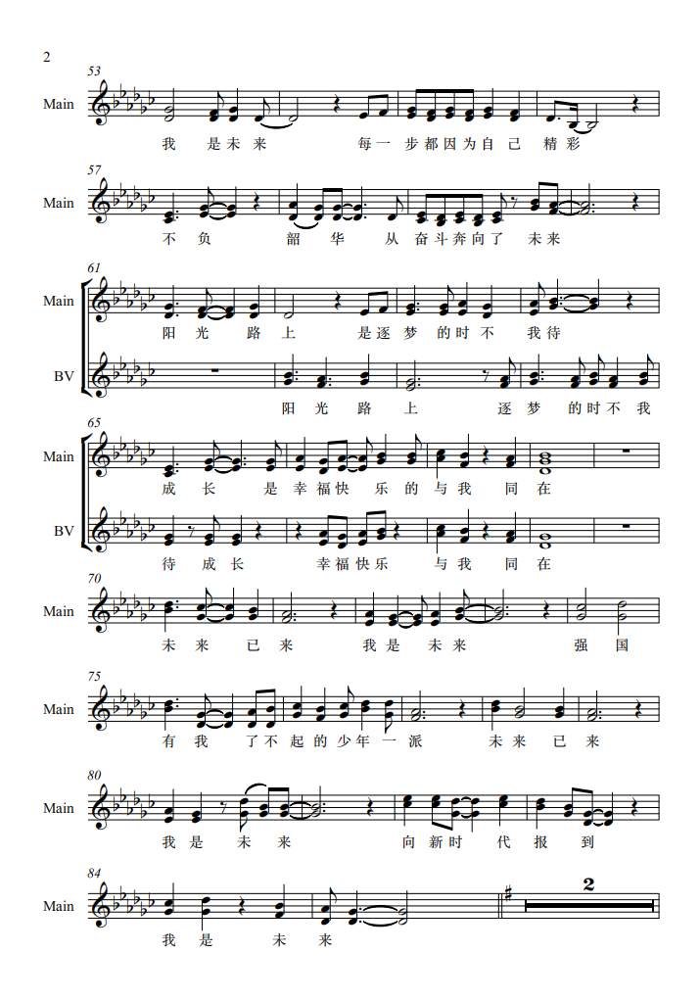 2
53
Main
我 是 未 来 每 一 步 都 因 为 自 己 精 彩
57
Main
不 负 韶 华 从 奋 斗 奔 向 了 未 来
61
Main
阳 光 路 上 是 逐 梦 的 时 不 我 待
BV
阳 光 路 上 逐 梦 的 时 不 我
65
Main
成 长 是 幸 福 快 乐 的 与 我 同 在
BV
待 成 长 幸 福 快 乐 与 我 同 在
70
Main
未 来 已 来 我 是 未 来 强 国
75
Main
有 我 了 不 起 的 少 年 一 派 未 来 已 来
80
Main
我 是 未 来 向 新 时 代 报 到
84
2
Main
我 是 未 来